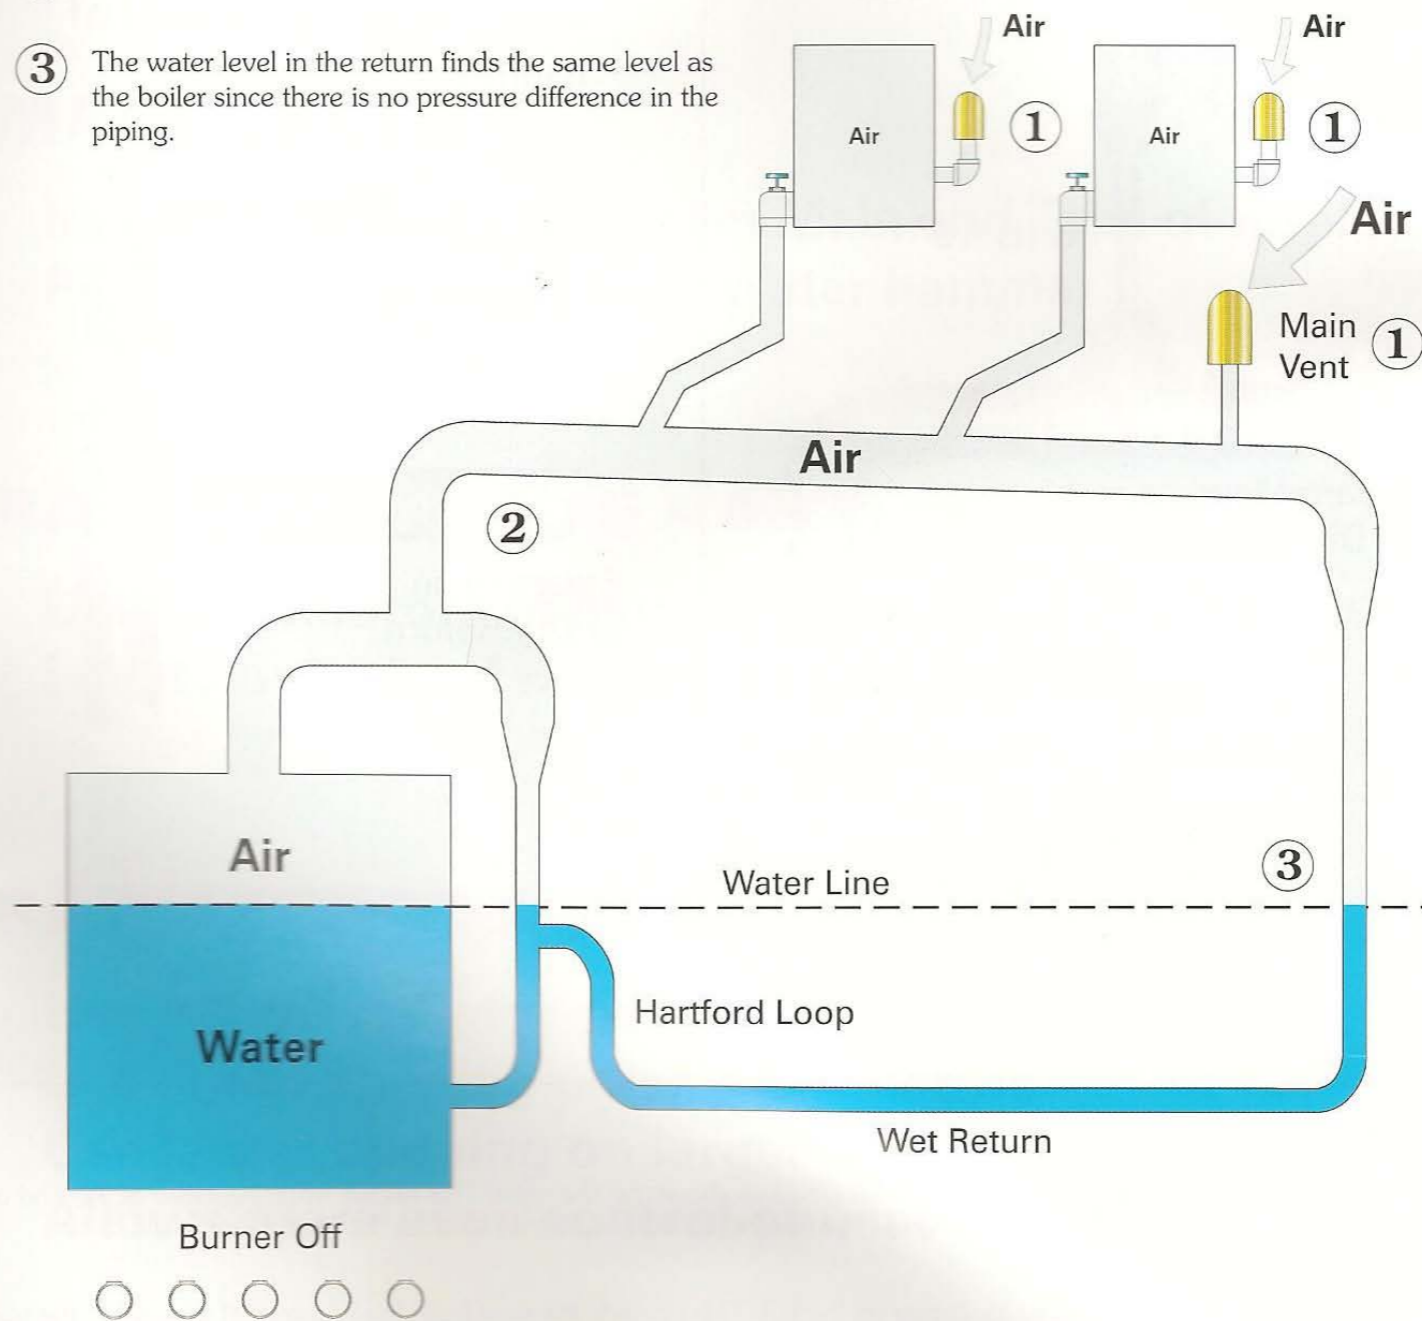 3 The water level in the return finds the same level as
the boiler since there is no pressure difference in the
piping.
Air
Air
Air
1
Air
1
Air
Main
Vent
1
Air
2
Air
Water Line
3
Water
Hartford Loop
Wet Return
Burner Off